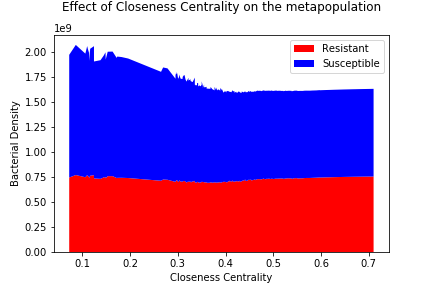 Effect of Closeness Centrality on the metapopulation
1e9
Resistant
Susceptible
2.00
1.75
1.50
1.25
1.00
0.75
0.50
0.25
0.00
Bacterial Density
0.1 0.2 0.3 0.4 0.5 0.6 0.7
Closeness Centrality